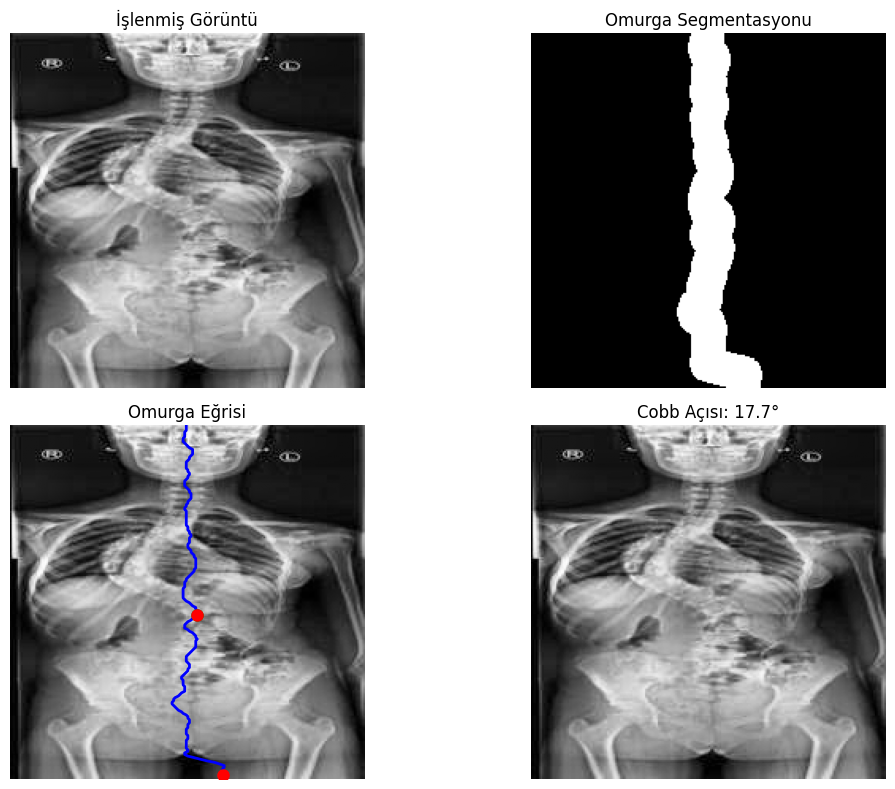 İşlenmiş Görüntü
Omurga Segmentasyonu
R
L
Omurga Eğrisi
Cobb Açısı: 17.7°
R
L
R
L